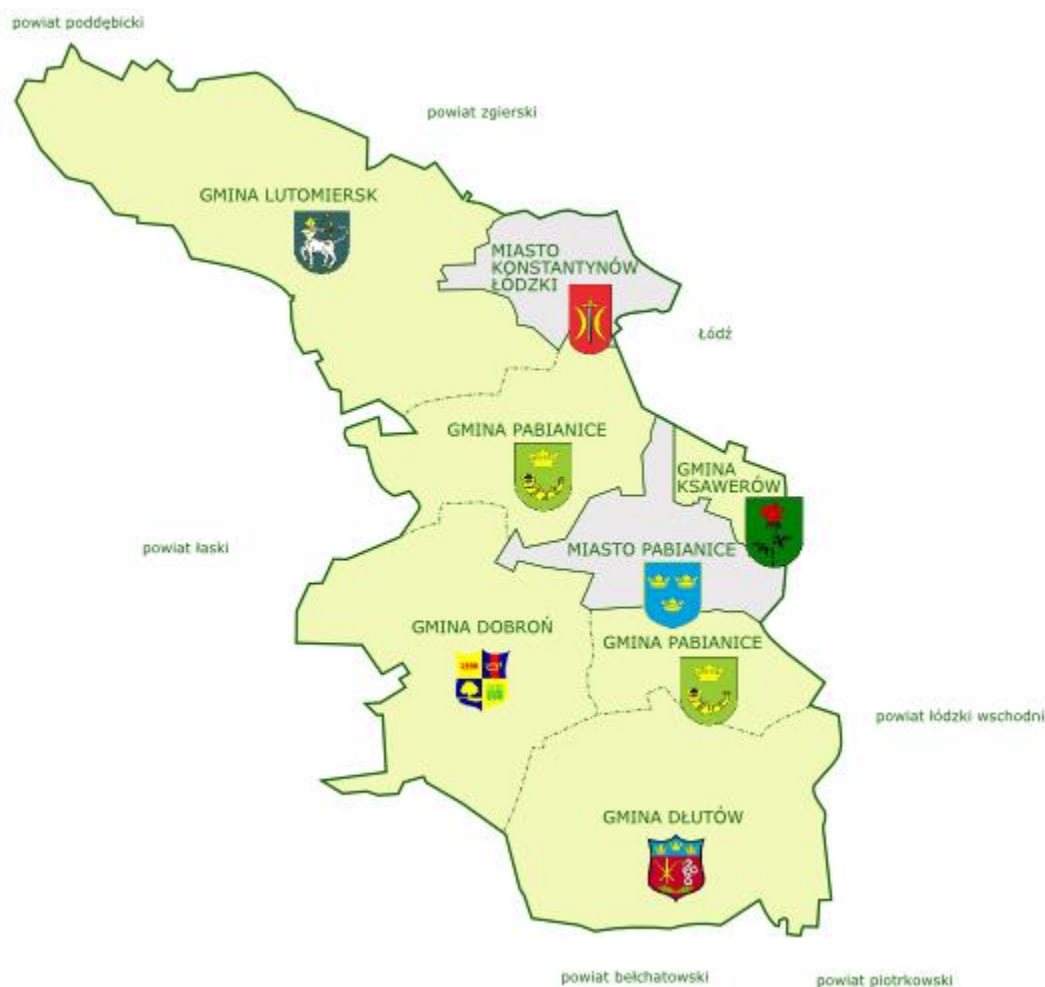 powiat poddębicki
powiat zgierski
GMINA LUTOMIERSK
MIASTO
KONSTANTYNÓW
ŁÓDZKI
Łódź
GMINA PABIANICE
GMINA
KSAWERÓW
powiat łaski
MIASTO PABIANICE
GMINA DOBROŃ
GMINA PABIANICE
powiat łódzki wschodni
GMINA DŁUTÓW
powiat bełchatowski
powiat piotrkowski